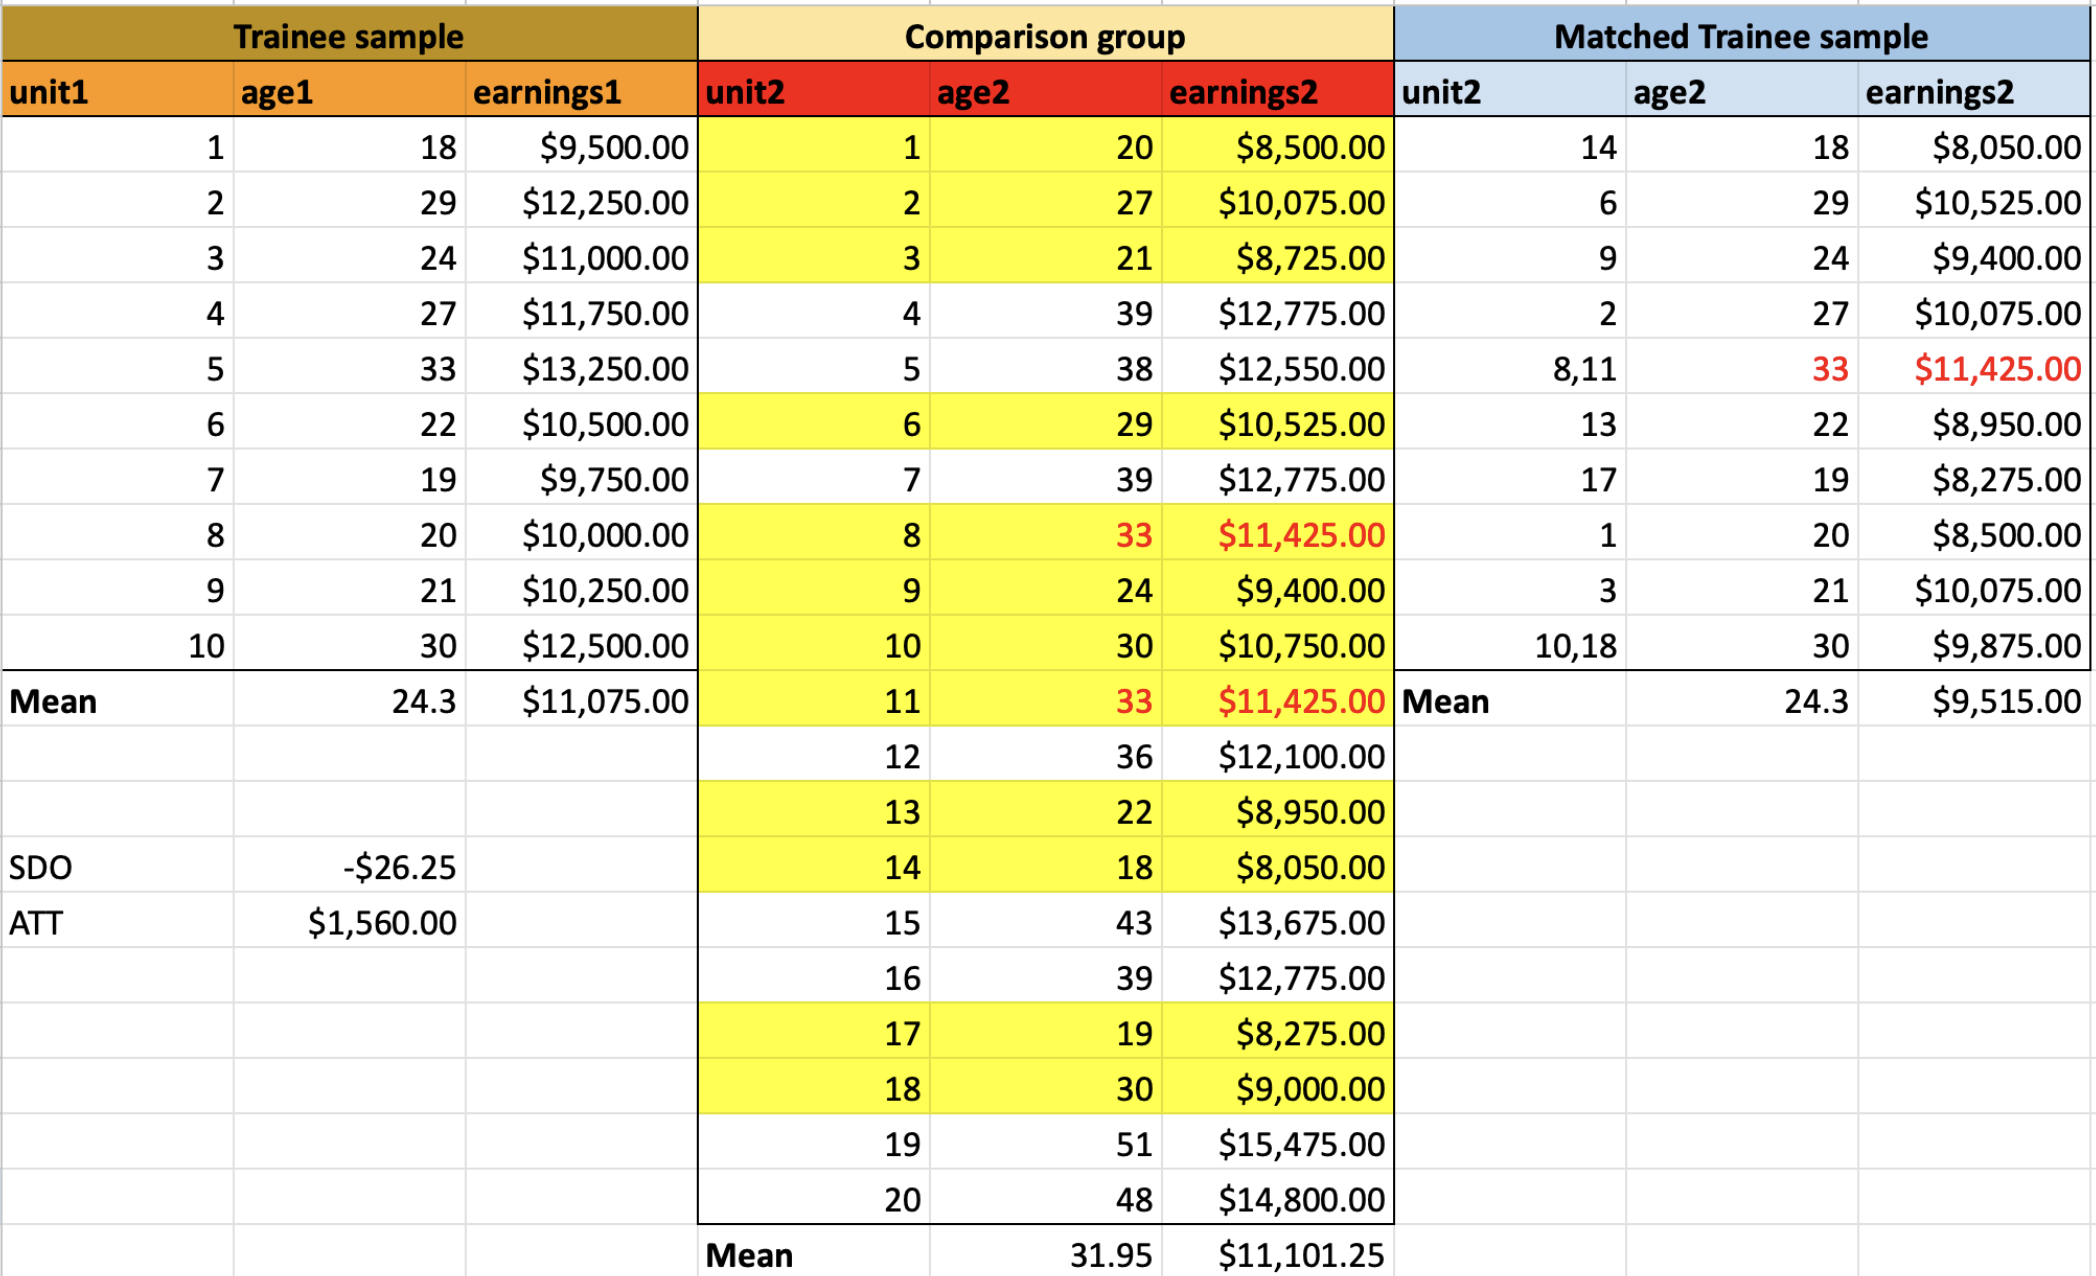 Trainee sample Comparison group Matched Trainee sample
unit1 age1 earnings1 unit2 age2 earnings2 unit2 age2 earnings2
1 18 $9,500.00 1 20 $8,500.00 14 18 $8,050.00
2 29 $12,250.00 2 27 $10,075.00 6 29 $10,525.00
3 24 $11,000.00 3 21 $8,725.00 9 24 $9,400.00
4 27 $11,750.00 4 39 $12,775.00 2 27 $10,075.00
5 33 $13,250.00 5 38 $12,550.00 8,11 33 $11,425.00
6 22 $10,500.00 6 29 $10,525.00 13 22 $8,950.00
7 19 $9,750.00 7 39 $12,775.00 17 19 $8,275.00
8 20 $10,000.00 8 33 $11,425.00 1 20 $8,500.00
9 21 $10,250.00 9 24 $9,400.00 3 21 $10,075.00
10 30 $12,500.00 10 30 $10,750.00 10,18 30 $9,875.00
Mean 24.3 $11,075.00 11 33 $11,425.00 Mean 24.3 $9,515.00
12 36 $12,100.00
13 22 $8,950.00
SDO -$26.25 14 18 $8,050.00
ATT $1,560.00 15 43 $13,675.00
16 39 $12,775.00
17 19 $8,275.00
18 30 $9,000.00
19 51 $15,475.00
20 48 $14,800.00
Mean 31.95 $11,101.25